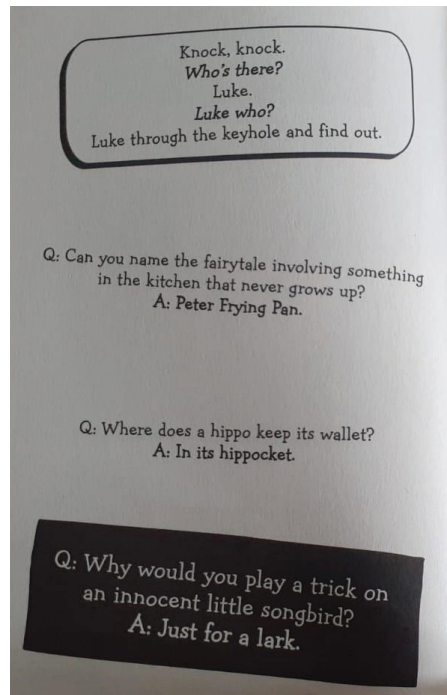 Knock, knock.
Who's there?
Luke.
Luke who?
Luke through the keyhole and find out.
Q: Can you name the fairytale involving something
in the kitchen that never grows up?
A: Peter Frying Pan.
Q: Where does a hippo keep its wallet?
A: In its hippocket.
Q: Why would you play a trick on
an innocent little songbird?
A: Just for a lark.